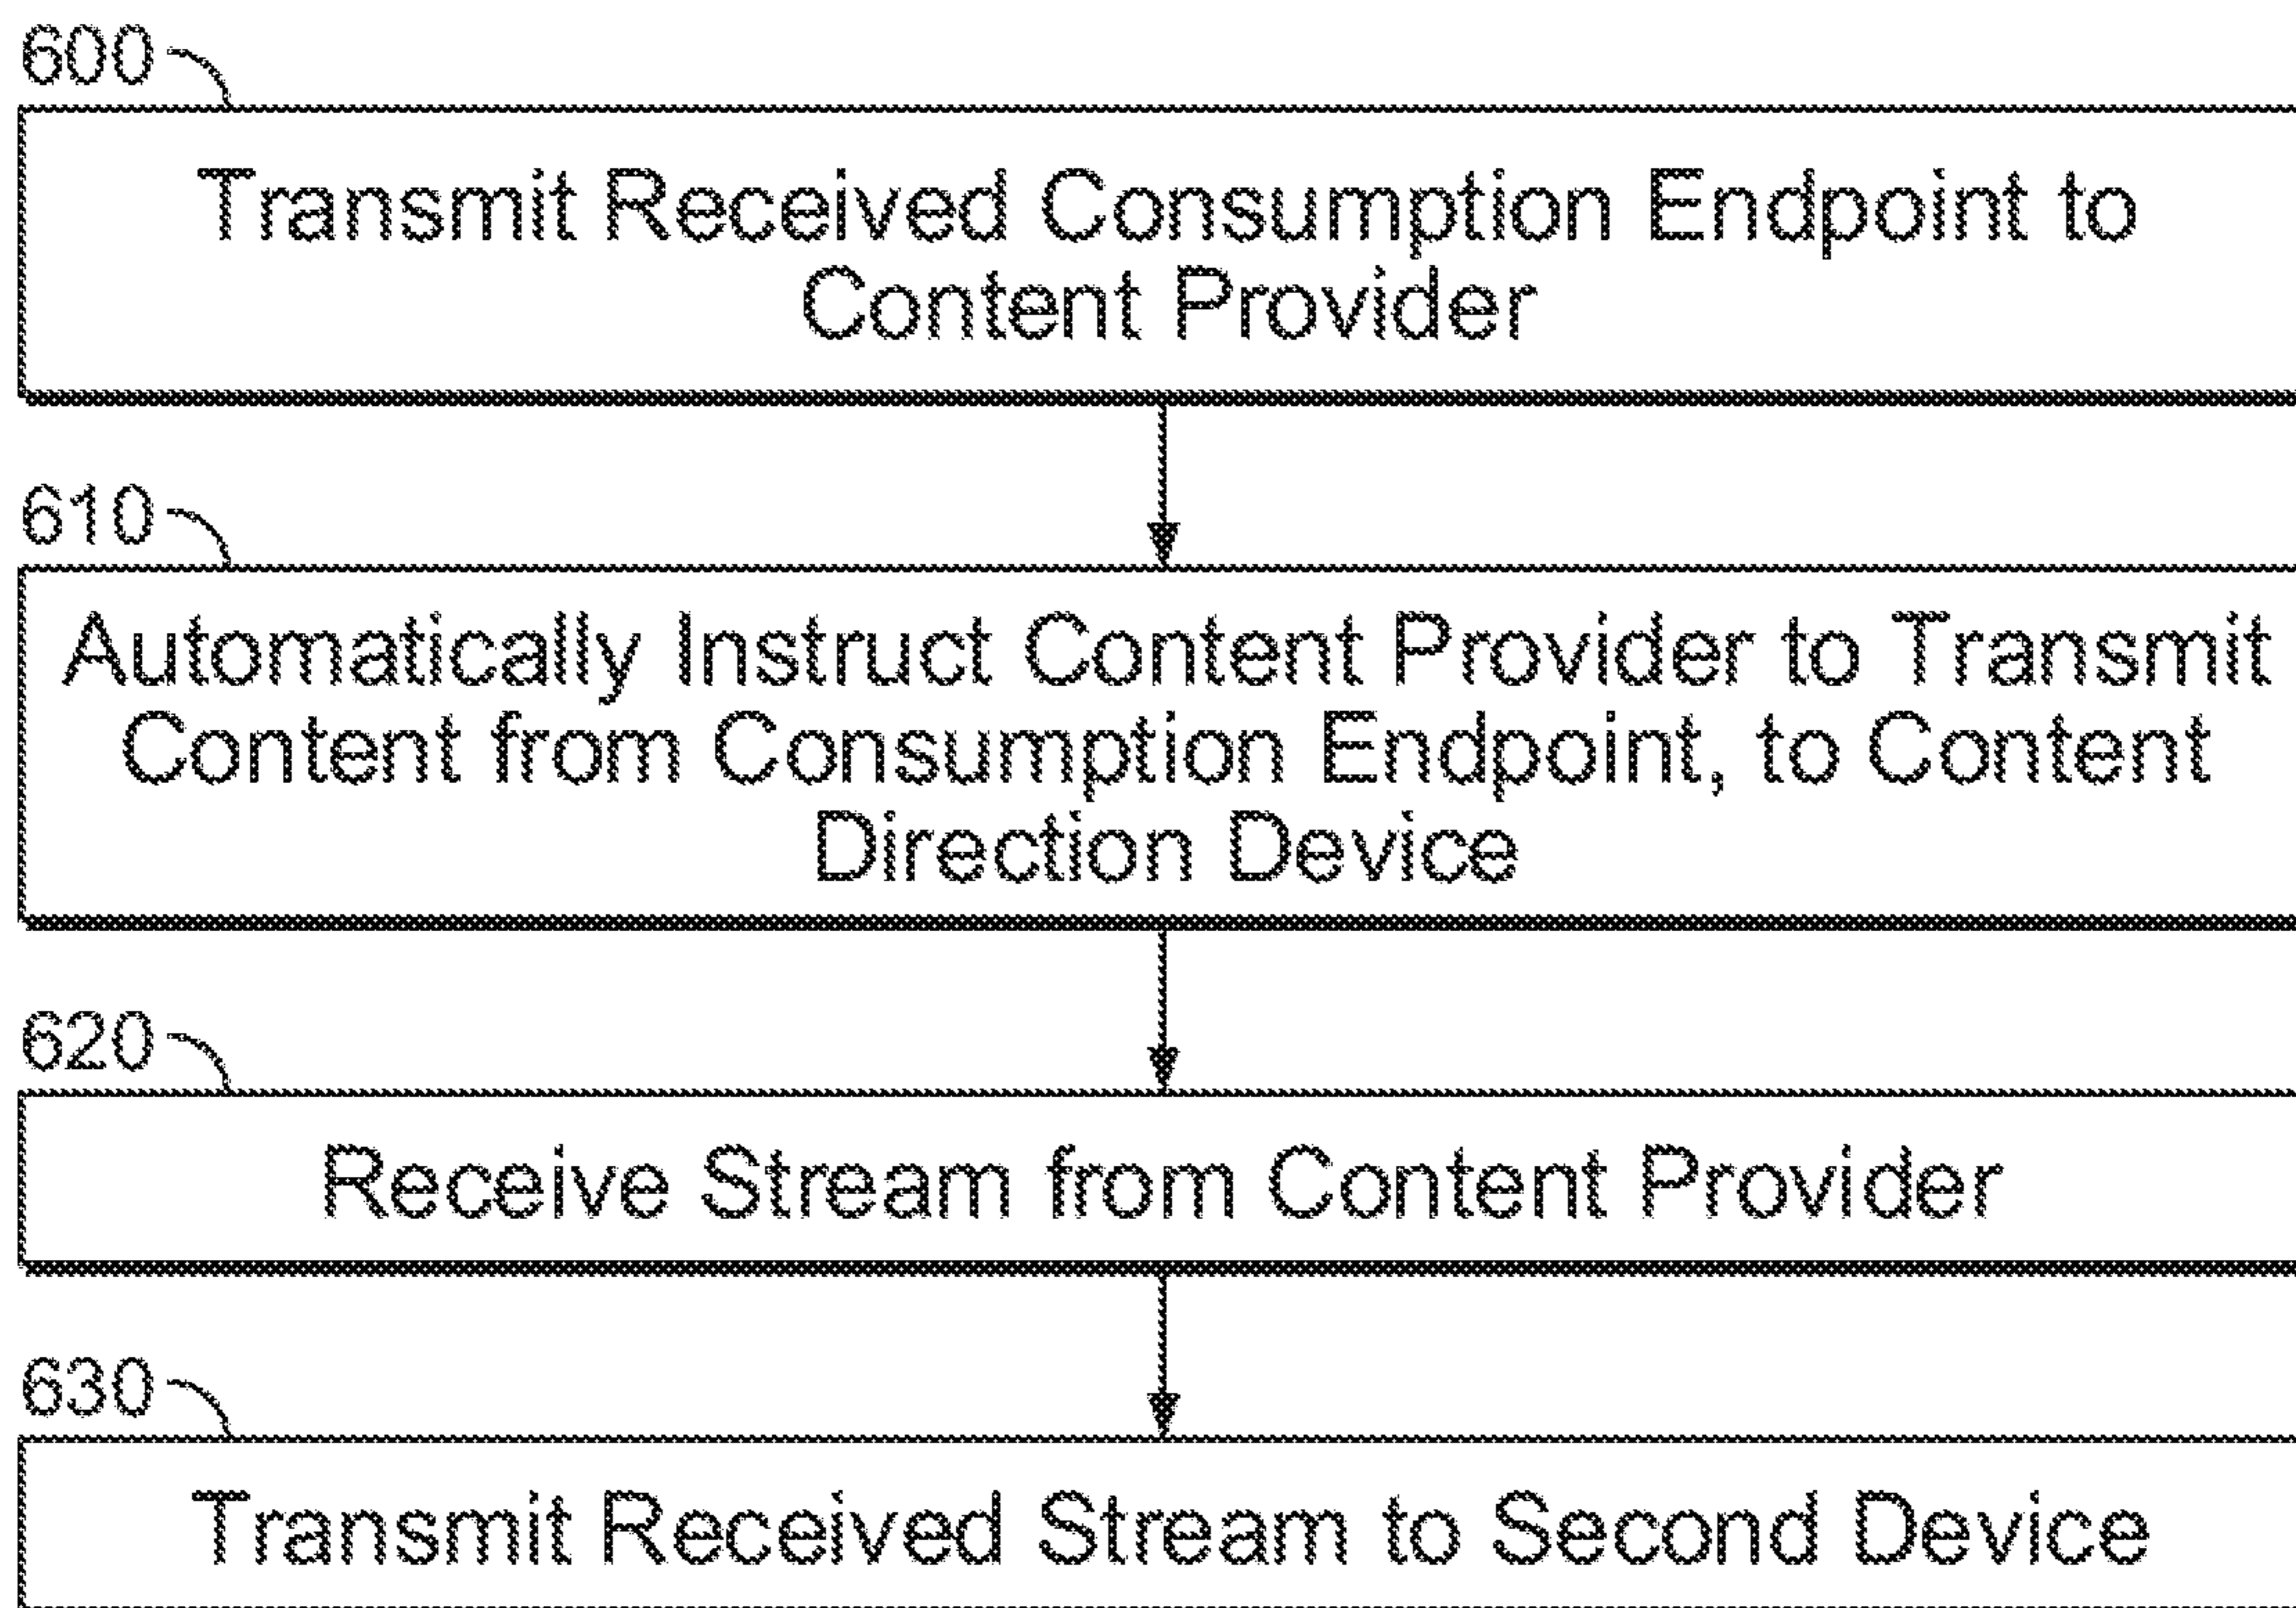 600
Transmit Received Consumption Endpoint to
Content Provider
610
Automatically Instruct Content Provider to Transmit
Content from Consumption Endpoint, to Content
Direction Device
620
Receive Stream from Content Provider
630
Transmit Received Stream to Second Device